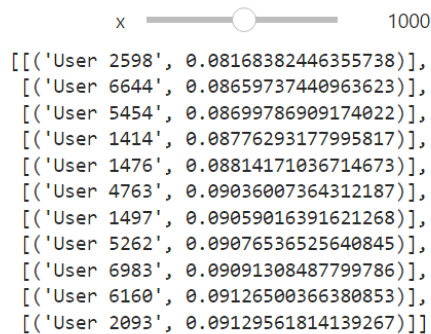 x 1000
[[('User 2598', 0.08168382446355738)],
[('User 6644', 0.08659737440963623)],
[('User 5454', 0.08699786909174022)],
[('User 1414', 0.08776293177995817)],
[('User 1476', 0.08814171036714673)],
[('User 4763', 0.09036007364312187)],
[('User 1497', 0.09059016391621268)],
[('User 5262', 0.09076536525640845)],
[('User 6983', 0.09091308487799786)],
[('User 6160', 0.09126500366380853)],
[('User 2093', 0.09129561814139267)]]